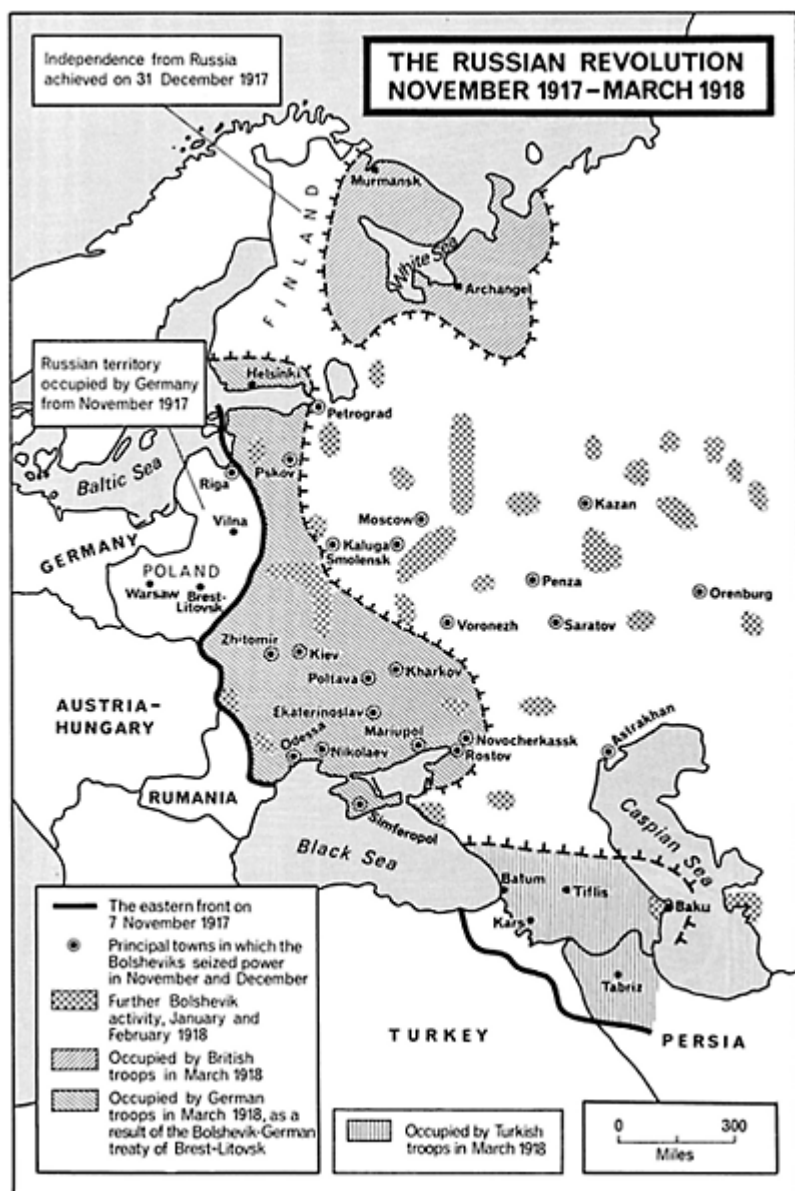 THE RUSSIAN REVOLUTION
NOVEMBER 1917–MARCH 1918
Independence from Russia
achieved on 31 December 1917
Murmansk
FINLAND
White Sea
Archangel
Russian territory
occupied by Germany
from November 1917
Helsinki
Petrograd
Baltic Sea
Riga
Pskov
Kazan
Moscow
Vilna
GERMANY
Kaluga
Smolensk
POLAND
Penza
Warsaw
Brest-
Litovsk
Orenburg
Voronezh
Saratov
Zhitomir
Kiev
Kharkov
Poltava
AUSTRIA–
HUNGARY
Ekaterinoslav
Astrakhan
Mariupol
Novocherkassk
Odessa
Nikolaev
Rostov
RUMANIA
Simferopol
Caspian Sea
Black Sea
Batum
Tiflis
Baku
Kars
Tabriz
TURKEY
PERSIA
The eastern front on
7 November 1917
Principal towns in which the
Bolsheviks seized power
in November and December
Further Bolshevik
activity, January and
February 1918
Occupied by British
troops in March 1918
Occupied by German
troops in March 1918, as a
result of the Bolshevik-German
treaty of Brest-Litovsk
Occupied by Turkish
troops in March 1918
0 300
Miles